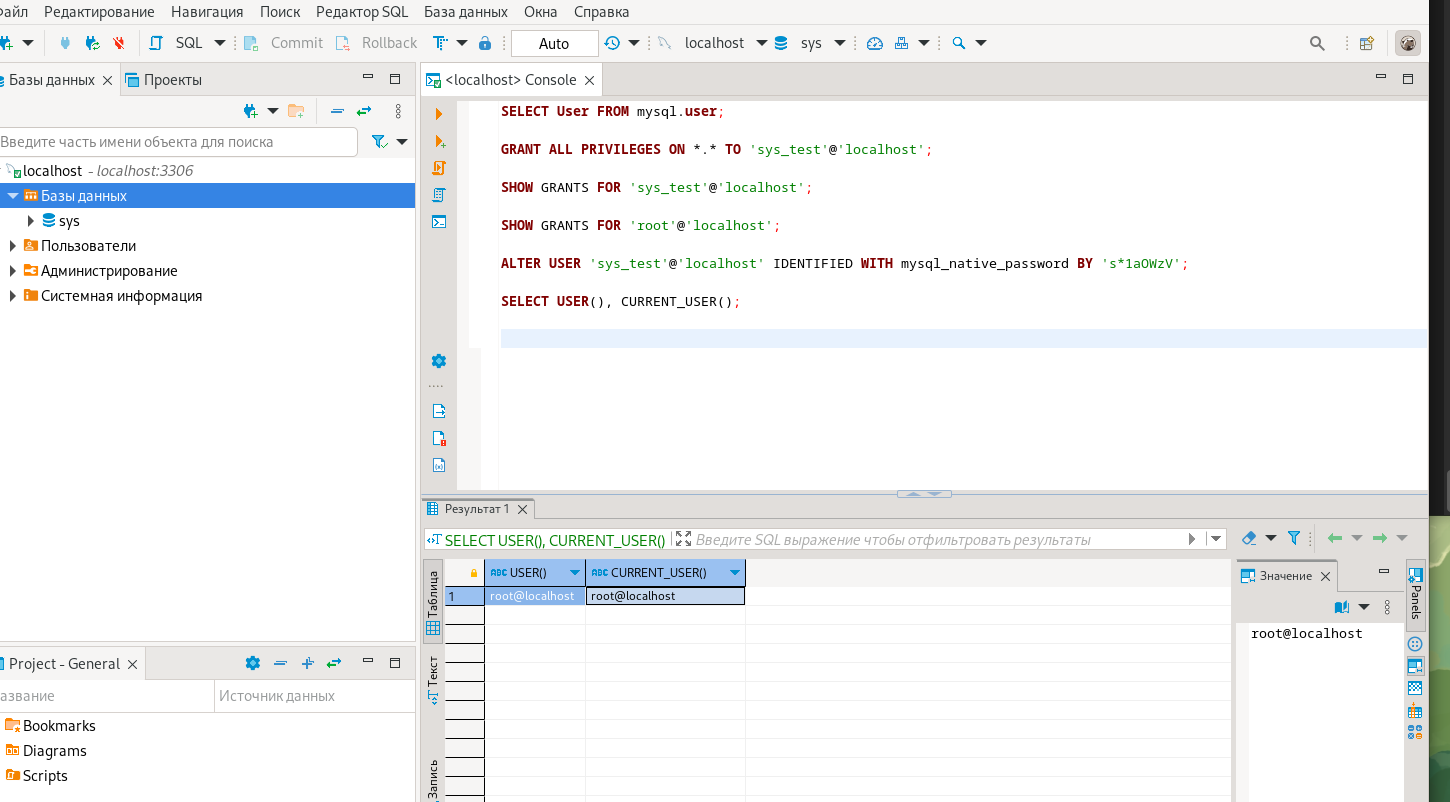 айл Редактирование Навигация Поиск Редактор SQL База данных Окна Справка
SQL Commit Rollback Auto localhost sys
Базы данных Проекты
<localhost> Console
Введите часть имени объекта для поиска
localhost - localhost:3306
Базы данных
sys
Пользователи
Администрирование
Системная информация
SELECT User FROM mysql.user;
GRANT ALL PRIVILEGES ON *.* TO 'sys_test'@'localhost';
SHOW GRANTS FOR 'sys_test'@'localhost';
SHOW GRANTS FOR 'root'@'localhost';
ALTER USER 'sys_test'@'localhost' IDENTIFIED WITH mysql_native_password BY 's*1aOWzV';
SELECT USER(), CURRENT_USER();
Результат 1
SELECT USER(), CURRENT_USER() Введите SQL выражение чтобы отфильтровать результаты
Таблица
Текст
Запись
ABC USER() ABC CURRENT_USER()
1 root@localhost root@localhost
Значение
Panels
root@localhost
Project - General
азвание Источник данных
Bookmarks
Diagrams
Scripts